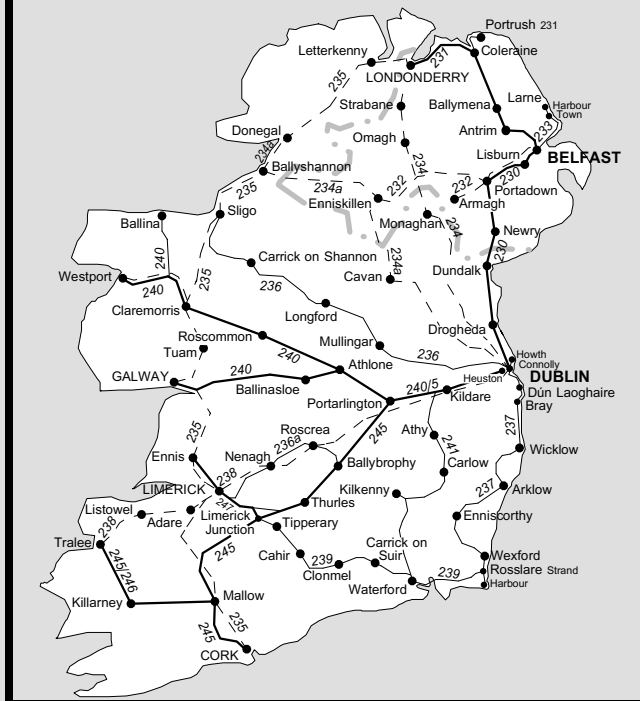 Portrush 231
Letterkenny
Coleraine
231
LONDONDERRY
235
Strabane
Ballymena
Larne
Harbour
Town
Donegal
Omagh
Antrim
233
234a
Lisburn
BELFAST
Ballyshannon
234
230
235
234a
232
232
Portadown
Enniskillen
Armagh
Sligo
Monaghan
234
Ballina
Newry
240
Carrick on Shannon
234a
230
Westport
235
236
Cavan
Dundalk
240
Claremorris
Longford
Roscommon
Mullingar
Drogheda
Tuam
240
236
Howth
Athlone
Connolly
GALWAY
240
Heuston
DUBLIN
Ballinasloe
240/5
Kildare
Dún Laoghaire
Portarlington
Bray
Roscrea
245
Athy
237
235
236a
241
Ennis
Nenagh
Wicklow
238
Ballybrophy
Carlow
LIMERICK
Kilkenny
237
Arklow
Listowel
247
Thurles
Adare
Limerick
Junction
Enniscorthy
238
Tipperary
Tralee
245
Carrick on
Suir
Cahir
239
Wexford
245/246
Clonmel
239
Rosslare Strand
Harbour
Waterford
Killarney
Mallow
235
245
CORK